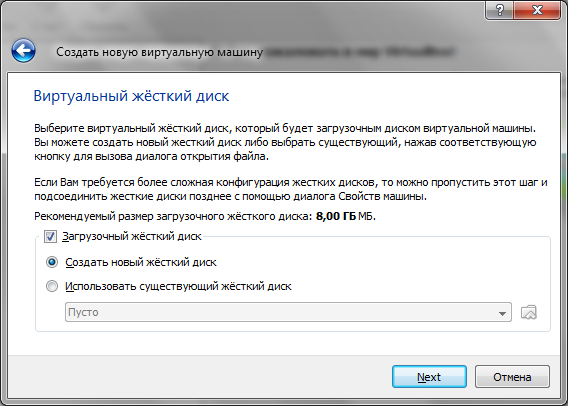 Создать новую виртуальную машину
Виртуальный жёсткий диск
Выберите виртуальный жёсткий диск, который будет загрузочным диском виртуальной машины.
Вы можете создать новый жесткий диск либо выбрать существующий, нажав соответствующую
кнопку для вызова диалога открытия файла.
Если Вам требуется более сложная конфигурация жестких дисков, то можно пропустить этот шаг и
подсоединить жесткие диски позднее с помощью диалога Свойств машины.
Рекомендуемый размер загрузочного жёсткого диска: 8,00 ГБ МБ.
Загрузочный жёсткий диск
Создать новый жёсткий диск
Использовать существующий жёсткий диск
Пусто
Next
Отмена